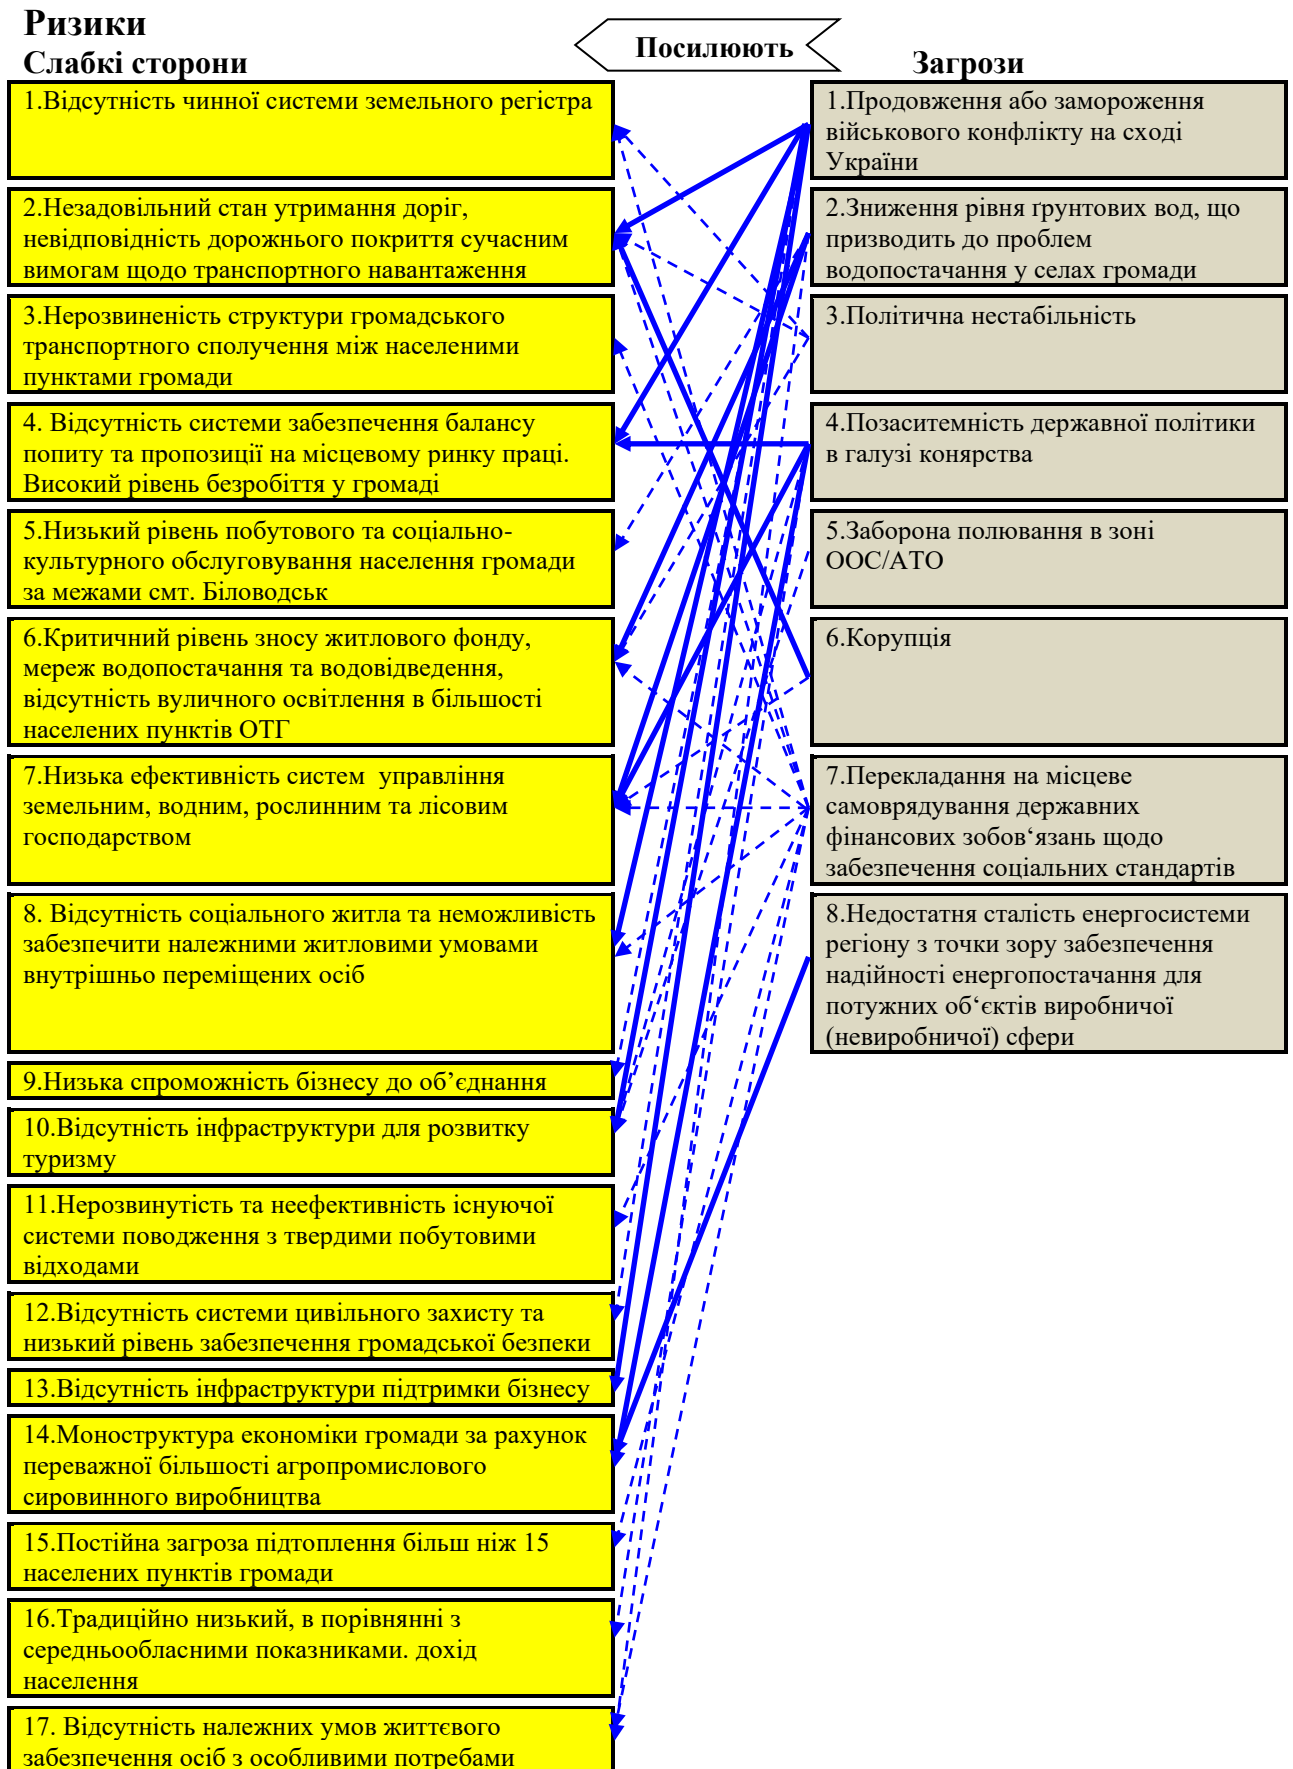 Ризики
Слабкі сторони
Посилюють
Загрози
1.Відсутність чинної системи земельного регістра
2.Незадовільний стан утримання доріг,
невідповідність дорожнього покриття сучасним
вимогам щодо транспортного навантаження
3.Нерозвиненість структури громадського
транспортного сполучення між населеними
пунктами громади
4. Відсутність системи забезпечення балансу
попиту та пропозиції на місцевому ринку праці.
Високий рівень безробіття у громаді
5.Низький рівень побутового та соціально-
культурного обслуговування населення громади
за межами смт. Біловодськ
6.Критичний рівень зносу житлового фонду,
мереж водопостачання та водовідведення,
відсутність вуличного освітлення в більшості
населених пунктів ОТГ
7.Низька ефективність систем  управління
земельним, водним, рослинним та лісовим
господарством
8. Відсутність соціального житла та неможливість
забезпечити належними житловими умовами
внутрішньо переміщених осіб
9.Низька спроможність бізнесу до об’єднання
10.Відсутність інфраструктури для розвитку
туризму
11.Нерозвинутість та неефективність існуючої
системи поводження з твердими побутовими
відходами
12.Відсутність системи цивільного захисту та
низький рівень забезпечення громадської безпеки
13.Відсутність інфраструктури підтримки бізнесу
14.Моноструктура економіки громади за рахунок
переважної більшості агропромислового
сировинного виробництва
15.Постійна загроза підтоплення більш ніж 15
населених пунктів громади
16.Традиційно низький, в порівнянні з
середньообласними показниками. дохід
населення
17. Відсутність належних умов життєвого
забезпечення осіб з особливими потребами
1.Продовження або замороження
військового конфлікту на сході
України
2.Зниження рівня ґрунтових вод, що
призводить до проблем
водопостачання у селах громади
3.Політична нестабільність
4.Позаситемність державної політики
в галузі конярства
5.Заборона полювання в зоні
ООС/АТО
6.Корупція
7.Перекладання на місцеве
самоврядування державних
фінансових зобов‘язань щодо
забезпечення соціальних стандартів
8.Недостатня сталість енергосистеми
регіону з точки зору забезпечення
надійності енергопостачання для
потужних об‘єктів виробничої
(невиробничої) сфери